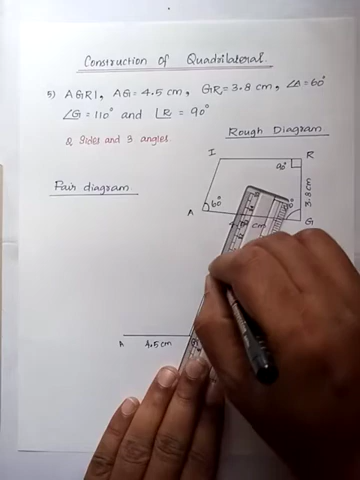 Construction Of Quadrilateral.
5) AGRI, AG = 4.5 cm, GR = 3.8 cm, ∠A = 60°
∠G = 110° and ∠R = 90°
2 sides and 3 angles
Rough Diagram
I
R
90°
Fair diagram
60°
3.8 cm
A
cm
G
A
4.5 cm